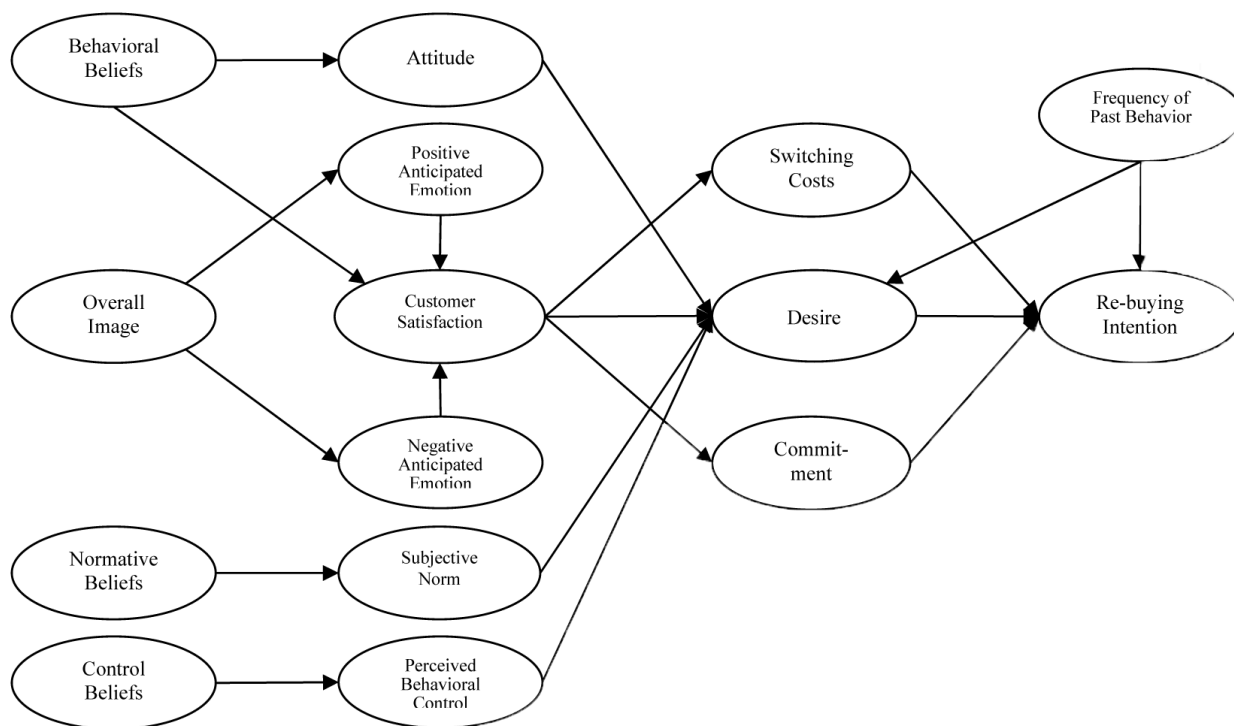 Behavioral
Beliefs
Attitude
Frequency of
Past Behavior
Positive
Anticipated
Emotion
Switching
Costs
Overall
Image
Customer
Satisfaction
Desire
Re-buying
Intention
Negative
Anticipated
Emotion
Commit-
ment
Normative
Beliefs
Subjective
Norm
Control
Beliefs
Perceived
Behavioral
Control